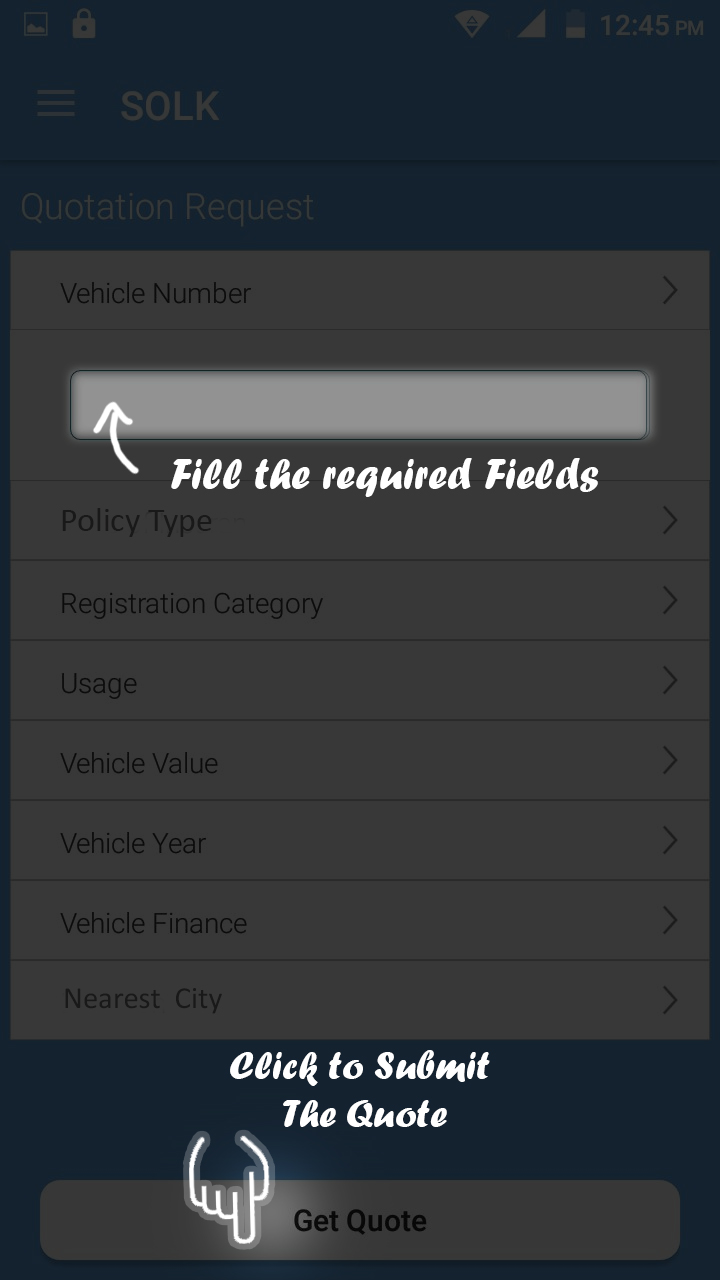 12:45 PM
SOLK
Quotation Request
Vehicle Number
Fill the required Fields
Policy Type
Registration Category
Usage
Vehicle Value
Vehicle Year
Vehicle Finance
Nearest City
Click to Submit
The Quote
Get Quote